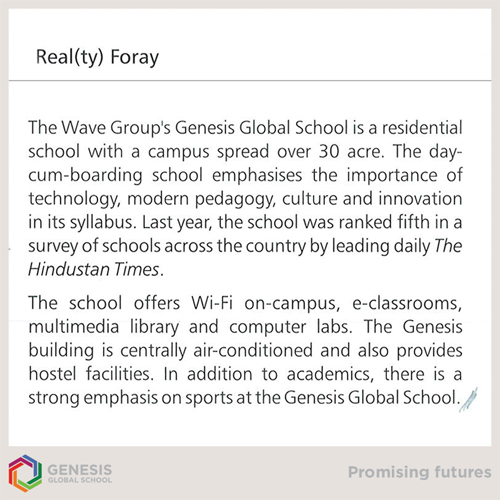 Real(ty) Foray
The Wave Group's Genesis Global School is a residential
school with a campus spread over 30 acre. The day-
cum-boarding school emphasises the importance of
technology, modern pedagogy, culture and innovation
in its syllabus. Last year, the school was ranked fifth in a
survey of schools across the country by leading daily The
Hindustan Times.
The school offers Wi-Fi on-campus, e-classrooms,
multimedia library and computer labs. The Genesis
building is centrally air-conditioned and also provides
hostel facilities. In addition to academics, there is a
strong emphasis on sports at the Genesis Global School.
GENESIS
GLOBAL SCHOOL
Promising futures